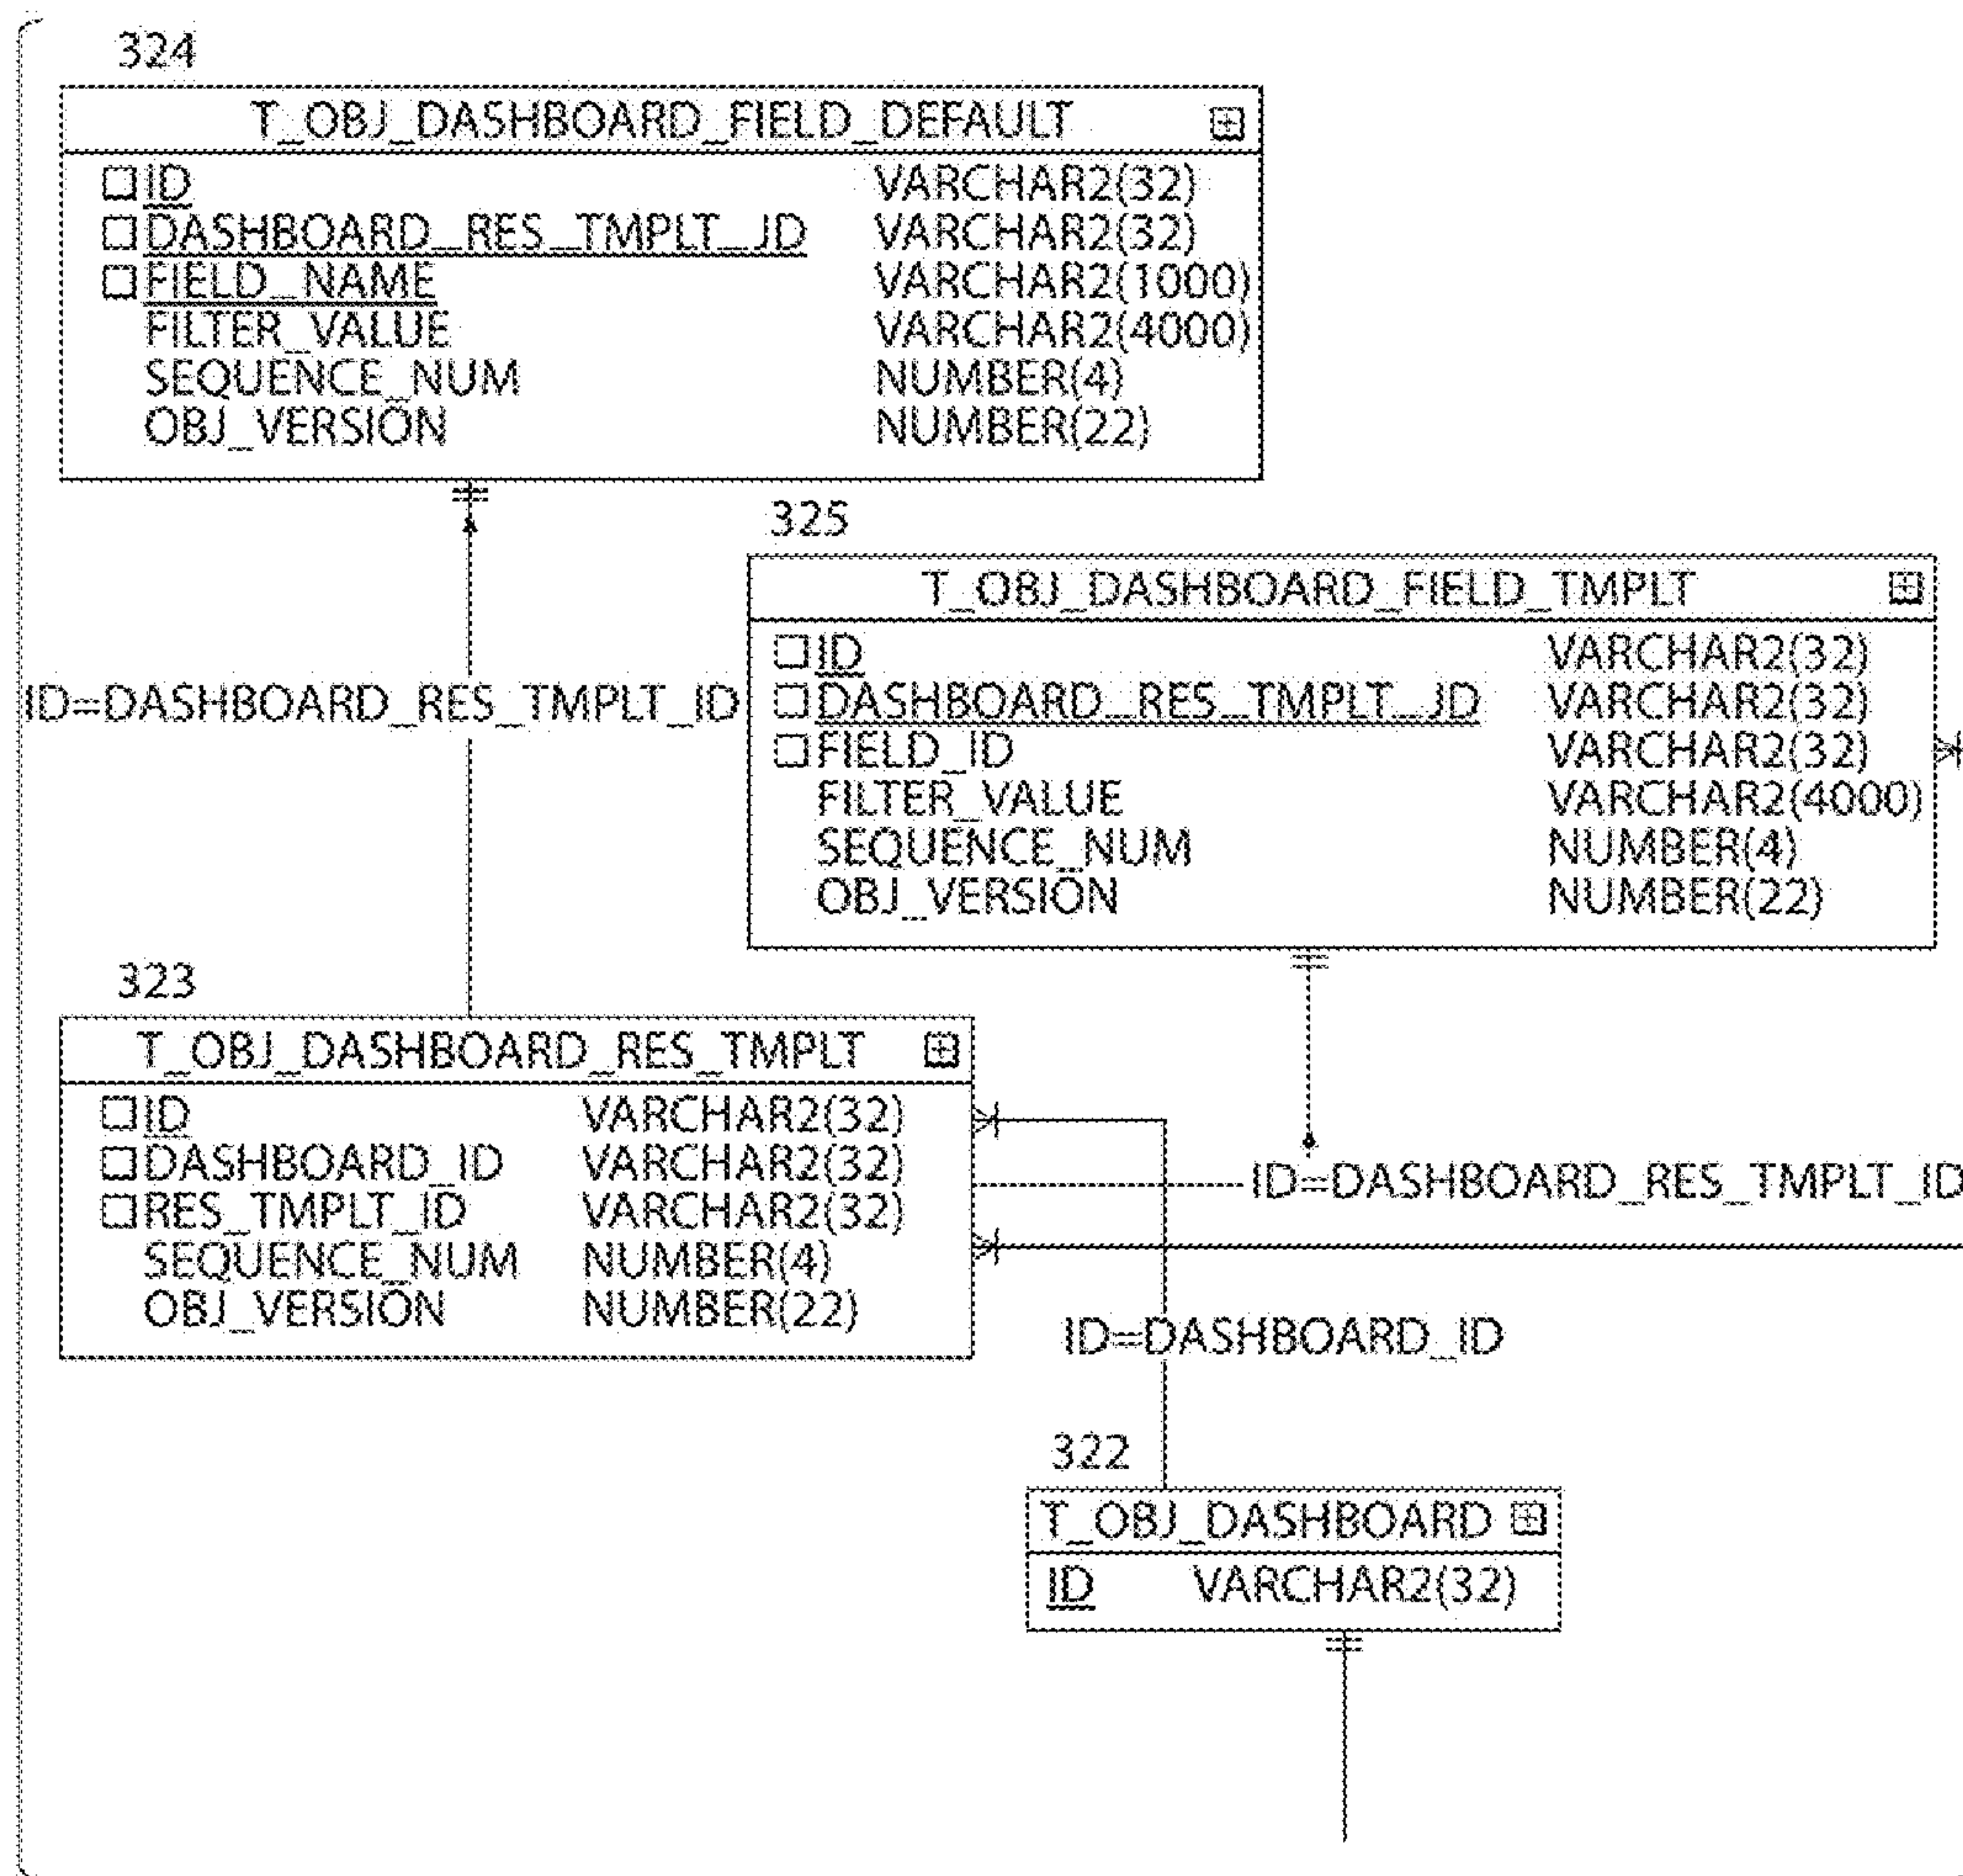 324
T_OBJ_DASHBOARD_FIELD_DEFAULT
ID VARCHAR2(32)
DASHBOARD_RES_TMPLT_ID VARCHAR2(32)
FIELD_NAME VARCHAR2(1000)
FILTER_VALUE VARCHAR2(4000)
SEQUENCE_NUM NUMBER(4)
OBJ_VERSION NUMBER(22)
325
T_OBJ_DASHBOARD_FIELD_TMPLT
ID VARCHAR2(32)
DASHBOARD_RES_TMPLT_ID VARCHAR2(32)
FIELD_ID VARCHAR2(32)
FILTER_VALUE VARCHAR2(4000)
SEQUENCE_NUM NUMBER(4)
OBJ_VERSION NUMBER(22)
ID=DASHBOARD_RES_TMPLT_ID
323
T_OBJ_DASHBOARD_RES_TMPLT
ID VARCHAR2(32)
DASHBOARD_ID VARCHAR2(32)
RES_TMPLT_ID VARCHAR2(32)
SEQUENCE_NUM NUMBER(4)
OBJ_VERSION NUMBER(22)
ID=DASHBOARD_RES_TMPLT_ID
ID=DASHBOARD_ID
322
T_OBJ_DASHBOARD
ID VARCHAR2(32)